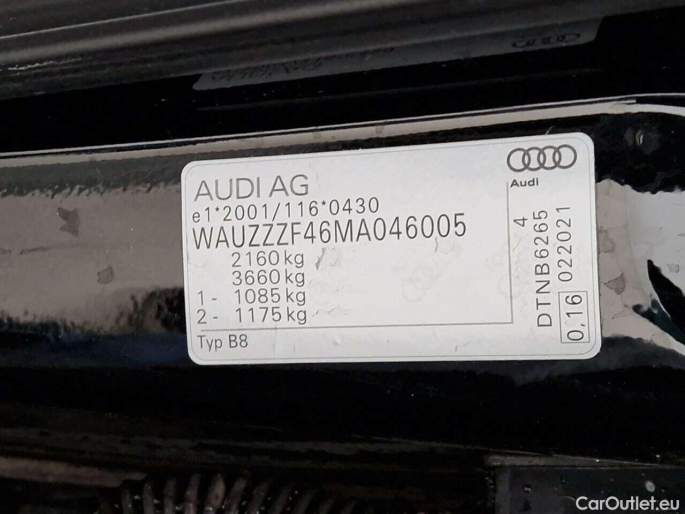 AUDI AG
e1*2001/116*0430
WAUZZZF46MA046005
2160 kg
3660 kg
1 - 1085 kg
2 - 1175 kg
Typ B8
Audi
4
DTNB6265
0,16 022021
CarOutlet.eu